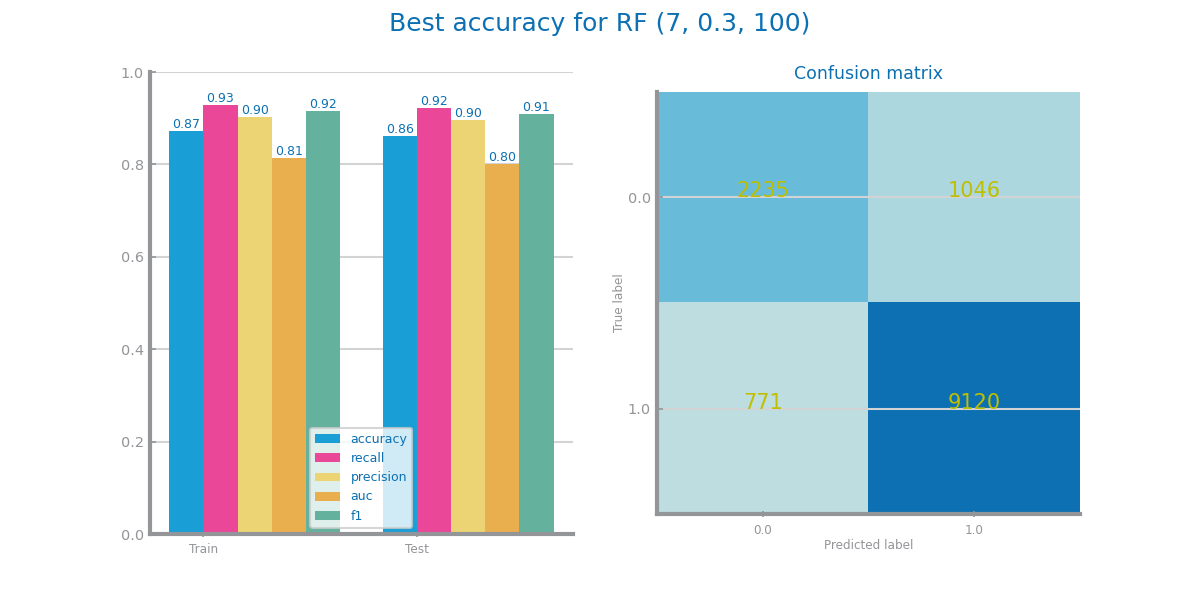 Best accuracy for RF (7, 0.3, 100)
1.0
0.8
0.6
0.4
0.2
0.0
0.87
0.93
0.90
0.81
0.92
0.86
0.92
0.90
0.80
0.91
accuracy
recall
precision
auc
f1
Train
Test
Confusion matrix
True label
0.0
1.0
2235
1046
771
9120
0.0
1.0
Predicted label